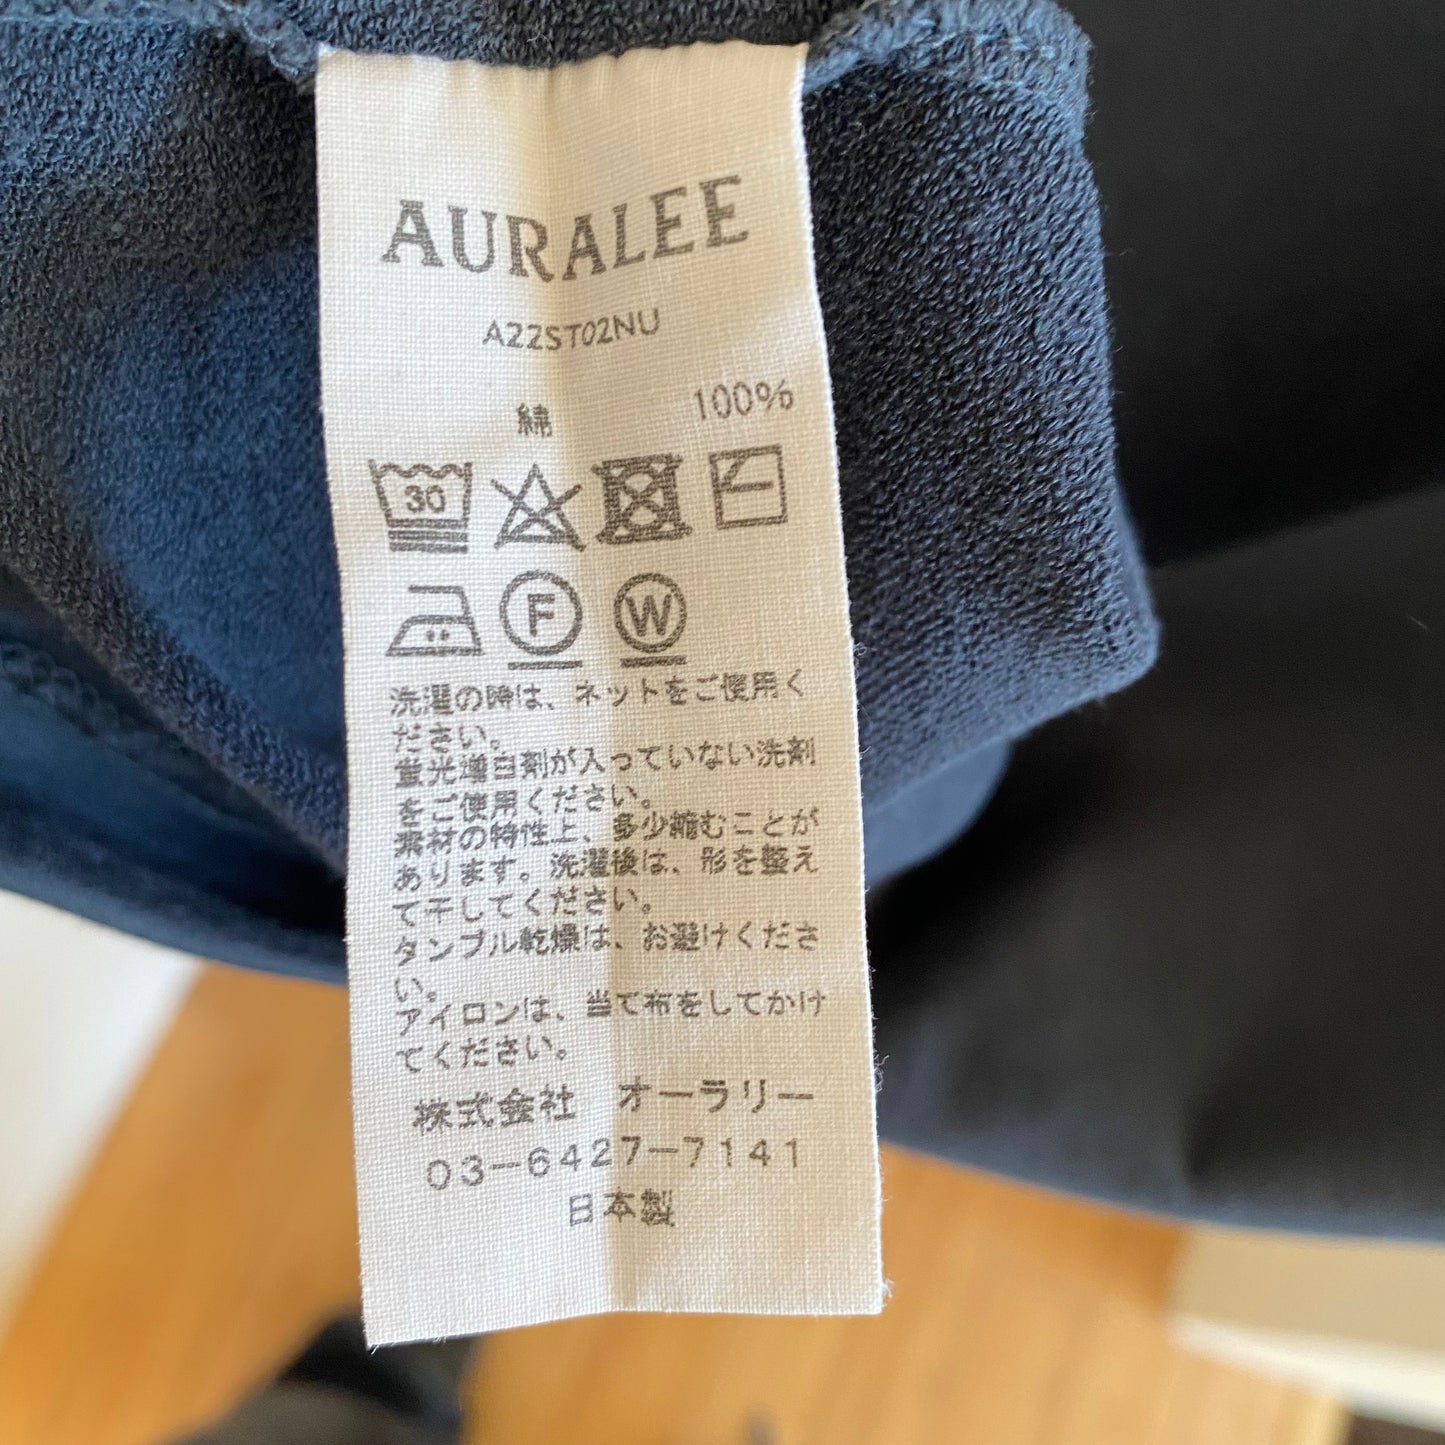 AURALEE
A22ST02NU
綿 100%
30
F W
洗濯の時は、ネットをご使用く
ださい。
蛍光増白剤が入っていない洗剤
をご使用ください。
素材の特性上、多少縮むことが
あります。洗濯後は、形を整え
て干してください。
タンブル乾燥は、お避けくださ
い。
アイロンは、当て布をしてかけ
てください。
株式会社 オーラリー
03-6427-7141
日本製